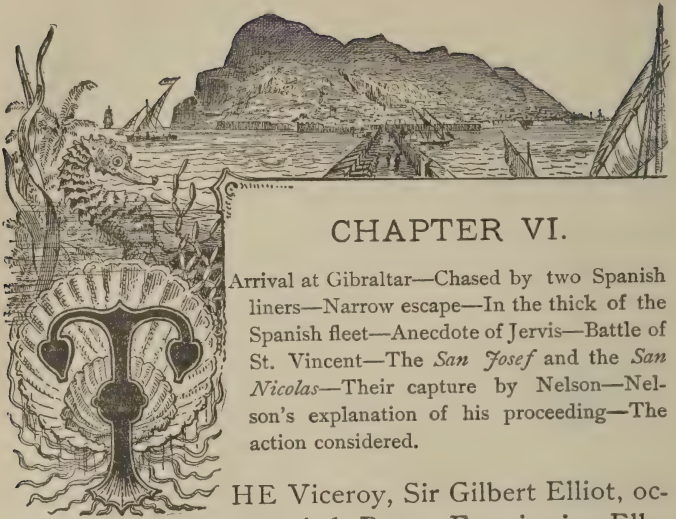 CHAPTER VI.
Arrival at Gibraltar—Chased by two Spanish
liners—Narrow escape—In the thick of the
Spanish fleet—Anecdote of Jervis—Battle of
St. Vincent—The San Josef and the San
Nicolas—Their capture by Nelson—Nel-
son's explanation of his proceeding—The
action considered.
THE Viceroy, Sir Gilbert Elliot, oc-